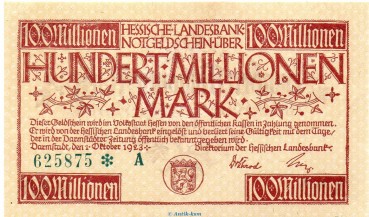 100 Millionen HESSISCHE·LANDESBANK· 100 Millionen
NOTGELDSCHEIN·ÜBER
HUNDERT·MILLIONEN
MARK
Dieser Geldschein wird im Volksstaat Hessen von den öffentlichen Kassen in Zahlung genommen.
Er wird von der Hessischen Landesbank eingelöst und verliert seine Gültigkeit mit dem Tage,
der in der Darmstädter Zeitung öffentlich bekanntgegeben wird.
Darmstadt, den 1. Oktober 1923. Direktorium der Hessischen Landesbank:
625875 * A
100 Millionen 100 Millionen
© Antik-kom